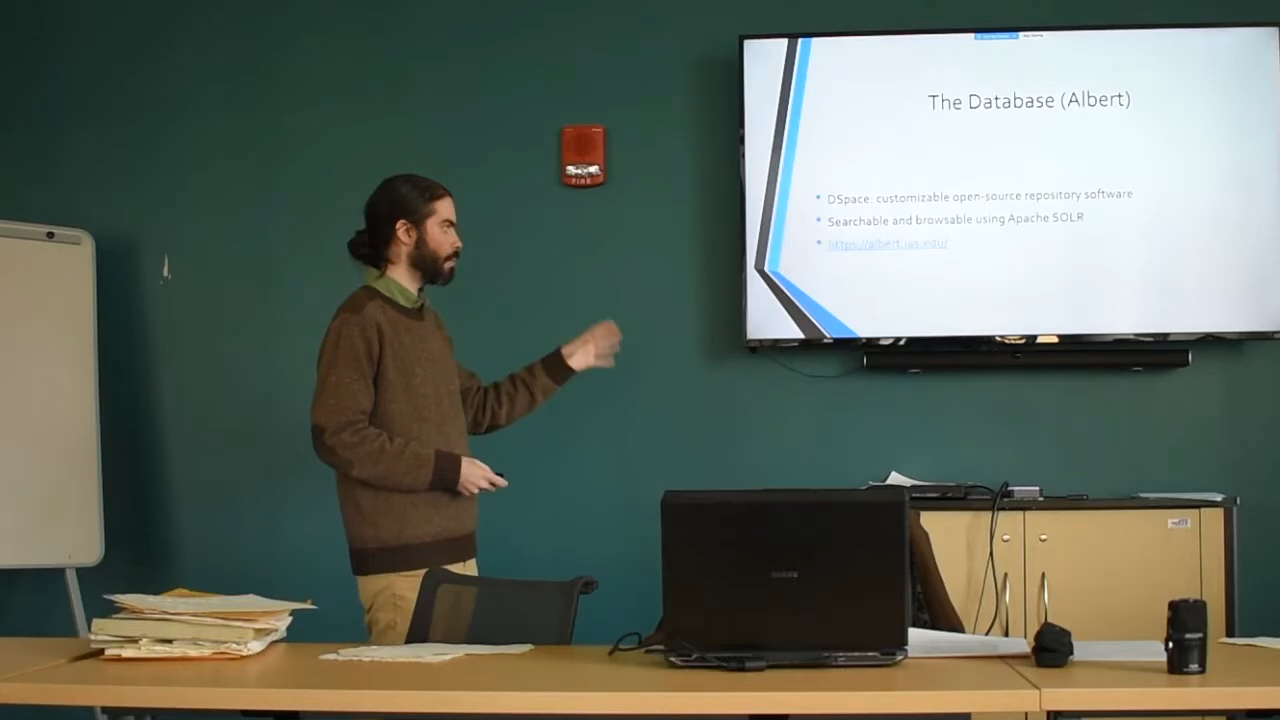 The Database (Albert)
• DSpace: customizable open-source repository software
• Searchable and browsable using Apache SOLR
• https://albert.ias.edu/
FIRE